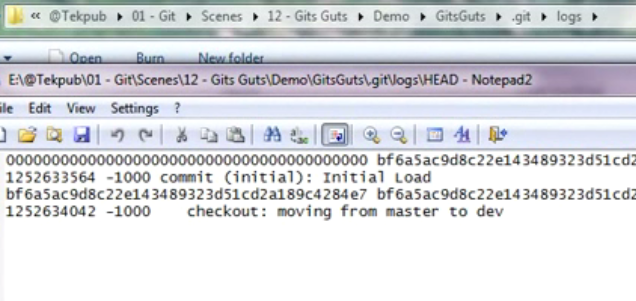 « @Tekpub ▸ 01 - Git ▸ Scenes ▸ 12 - Gits Guts ▸ Demo ▸ GitsGuts ▸ .git ▸ logs ▸
Open Burn New folder
E:\@Tekpub\01 - Git\Scenes\12 - Gits Guts\Demo\GitsGuts\.git\logs\HEAD - Notepad2
ile Edit View Settings ?
0000000000000000000000000000000000000000 bf6a5ac9d8c22e143489323d51cd2
1252633564 -1000 commit (initial): Initial Load
bf6a5ac9d8c22e143489323d51cd2a189c4284e7 bf6a5ac9d8c22e143489323d51cd2
1252634042 -1000 checkout: moving from master to dev